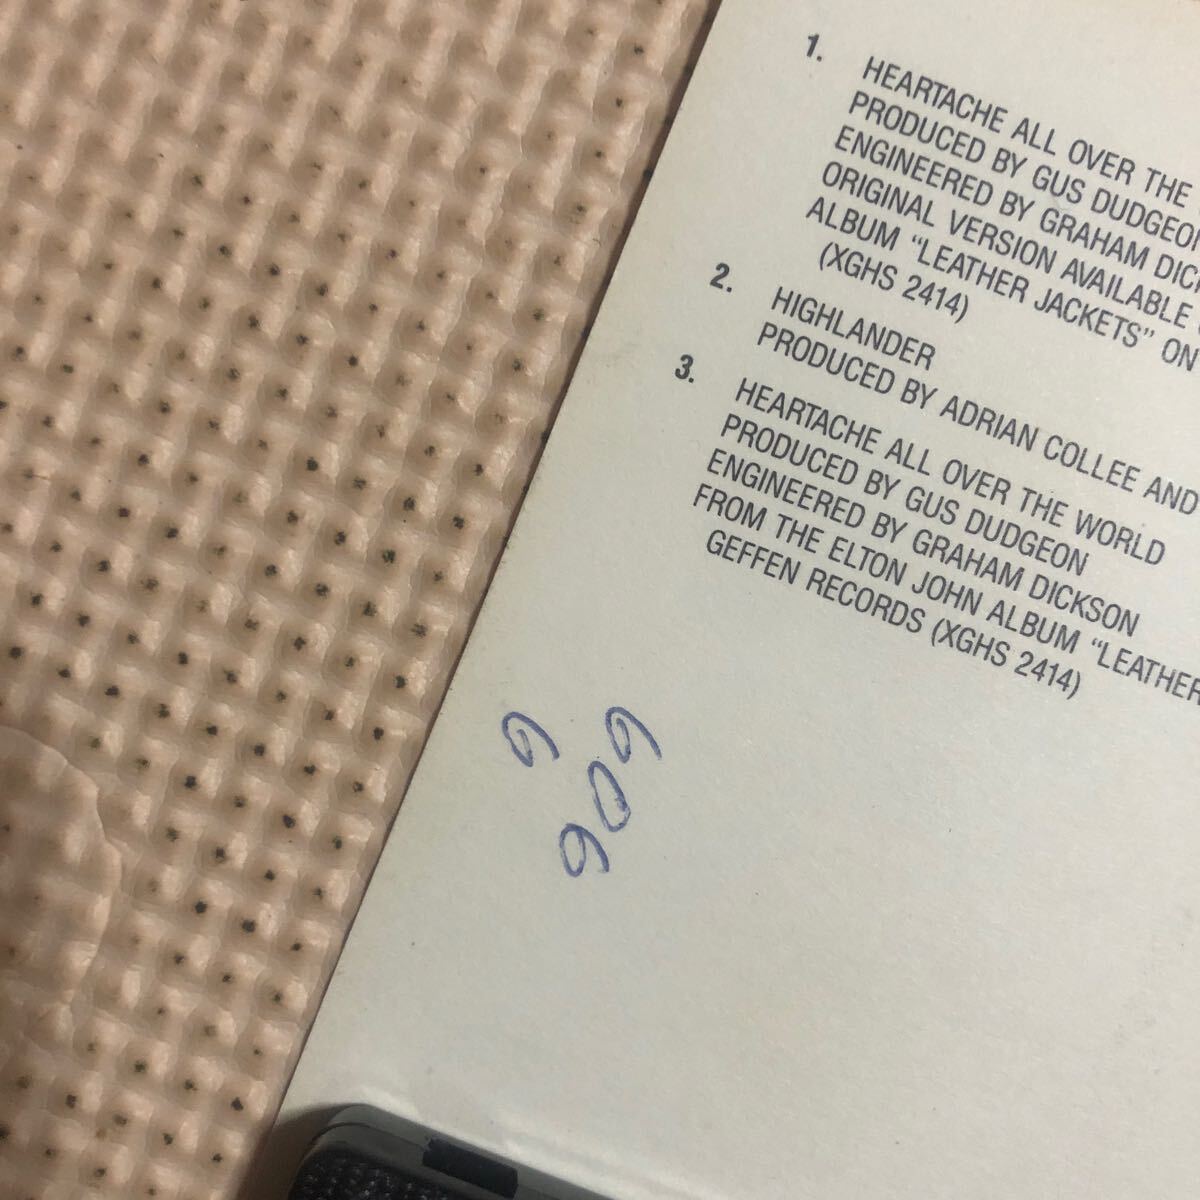 1. HEARTACHE ALL OVER THE
PRODUCED BY GUS DUDGEON
ENGINEERED BY GRAHAM
ORIGINAL VERSION AVAILABLE
ALBUM “LEATHER JACKETS” ON
(XGHS 2414)
2. HIGHLANDER
PRODUCED BY ADRIAN COLLEE AND
3. HEARTACHE ALL OVER THE WORLD
PRODUCED BY GUS DUDGEON
ENGINEERED BY GRAHAM DICKSON
FROM THE ELTON JOHN ALBUM “LEATHER
GEFFEN RECORDS (XGHS 2414)